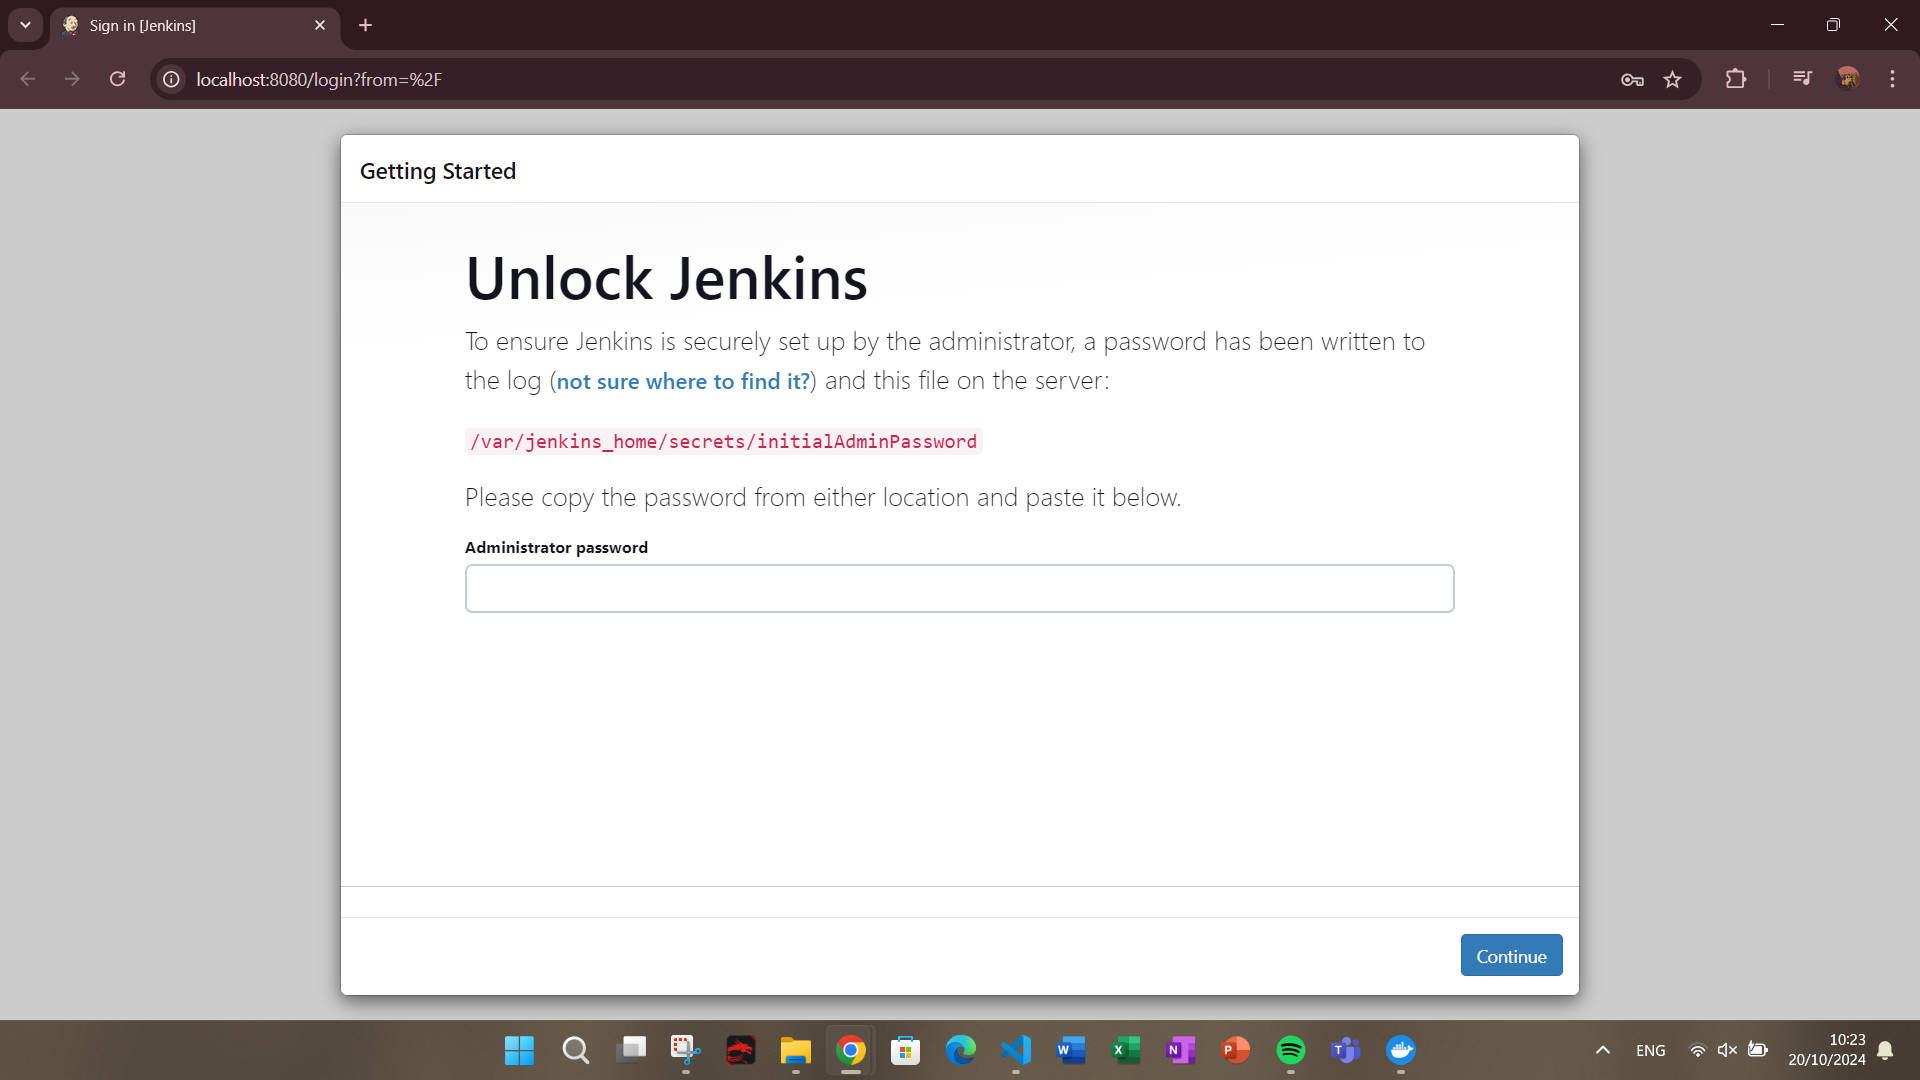 Sign in [Jenkins]
localhost:8080/login?from=%2F
Getting Started
Unlock Jenkins
To ensure Jenkins is securely set up by the administrator, a password has been written to
the log (not sure where to find it?) and this file on the server:
/var/jenkins_home/secrets/initialAdminPassword
Please copy the password from either location and paste it below.
Administrator password
Continue
ENG
10:23
20/10/2024